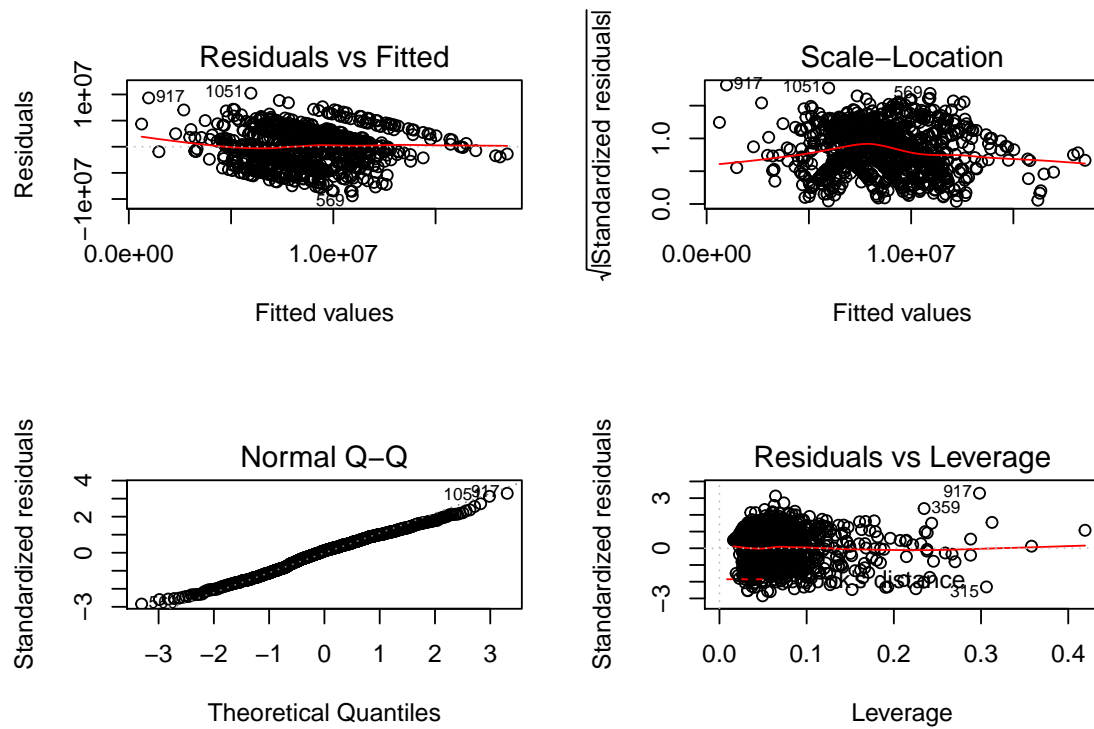 Residuals vs Fitted
Residuals
1e+07
−1e+07
917
1051
569
0.0e+00
1.0e+07
Fitted values
Scale−Location
√|Standardized residuals|
1.0
0.0
917
1051
569
0.0e+00
1.0e+07
Fitted values
Normal Q−Q
Standardized residuals
4
2
0
−3
917
−3
−2
−1
0
1
2
3
Theoretical Quantiles
Residuals vs Leverage
Standardized residuals
3
0
−3
917
359
distance
315
0.0
0.1
0.2
0.3
0.4
Leverage